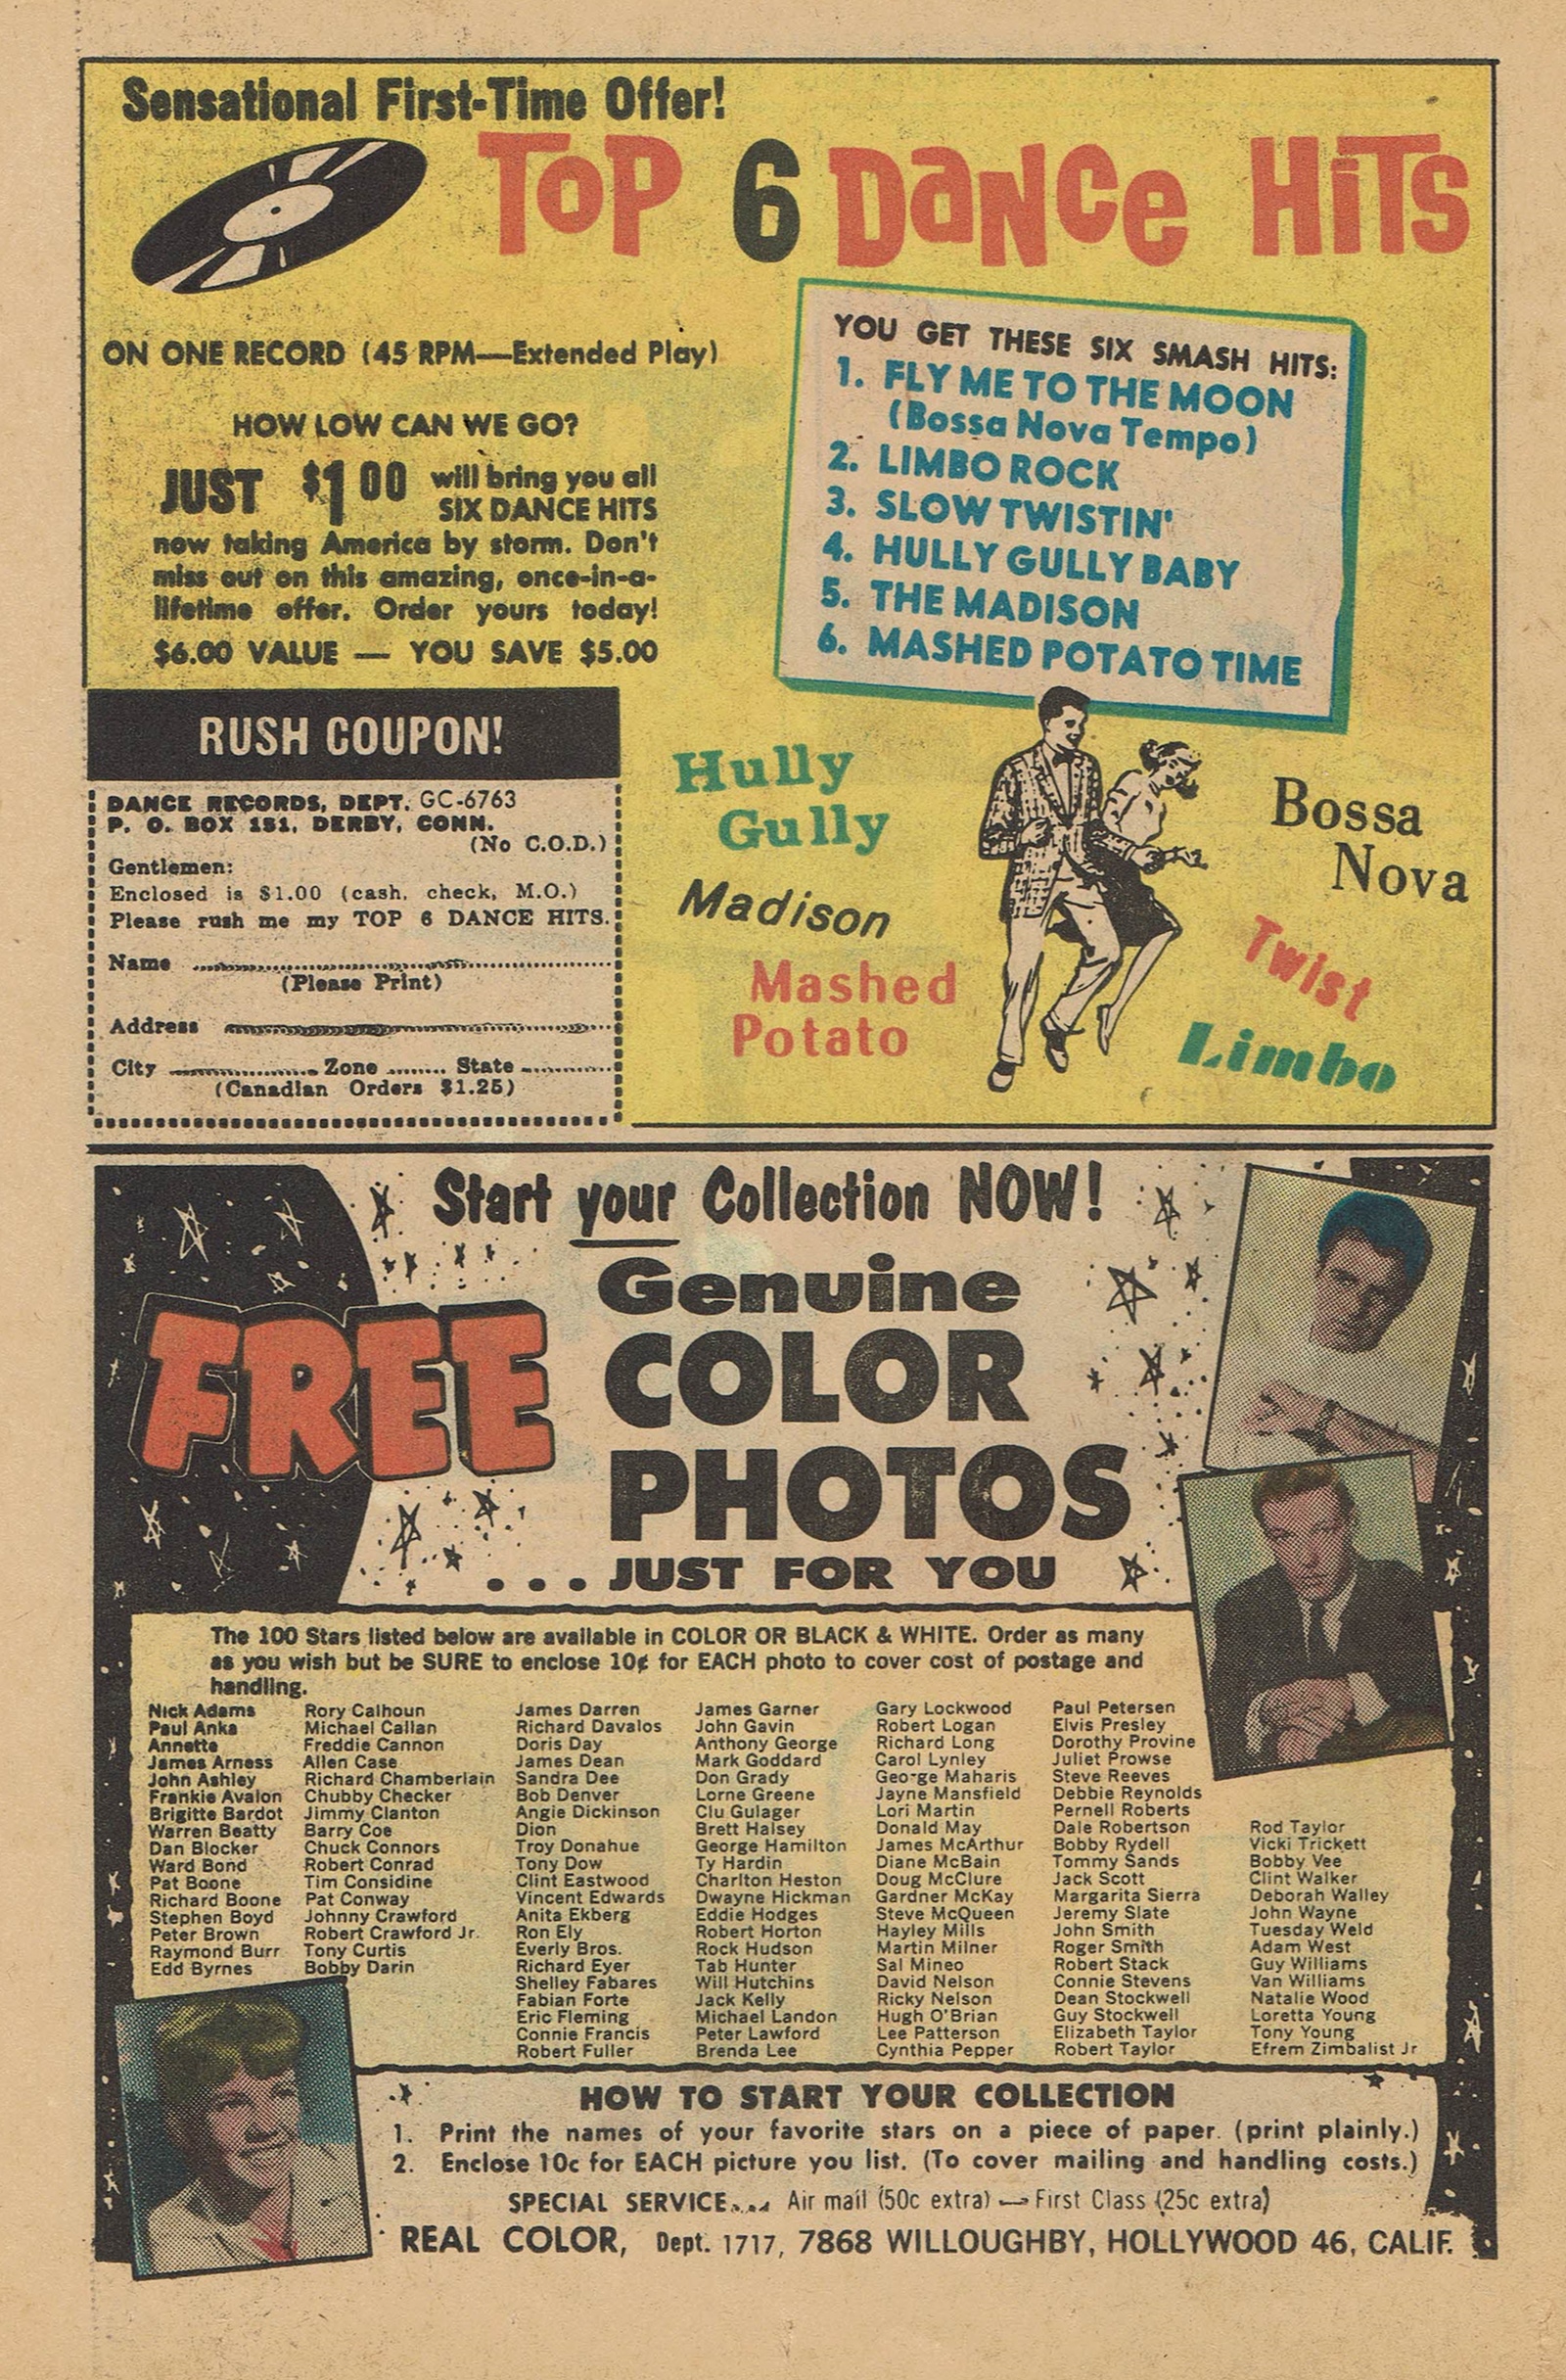 Sensational First-Time Offer!
TOP 6 DANCE HITS
ON ONE RECORD (45 RPM—Extended Play)
HOW LOW CAN WE GO?
JUST $1.00 will bring you all
SIX DANCE HITS
now taking America by storm. Don't
miss out on this amazing, once-in-a-
lifetime offer. Order yours today!
$6.00 VALUE — YOU SAVE $5.00
YOU GET THESE SIX SMASH HITS:
1. FLY ME TO THE MOON
(Bossa Nova Tempo)
2. LIMBO ROCK
3. SLOW TWISTIN'
4. HULLY GULLY BABY
5. THE MADISON
6. MASHED POTATO TIME
RUSH COUPON!
DANCE RECORDS, DEPT. GC-6763
P. O. BOX 151, DERBY, CONN.
(No C.O.D.)
Gentlemen:
Enclosed is $1.00 (cash, check, M.O.)
Please rush me my TOP 6 DANCE HITS.
Name
(Please Print)
Address
City Zone State
(Canadian Orders $1.25)
Hully
Gully
Madison
Mashed
Potato
Bossa
Nova
Twist
Limbo
Start your Collection NOW!
FREE
Genuine
COLOR
PHOTOS
...JUST FOR YOU
The 100 Stars listed below are available in COLOR OR BLACK & WHITE. Order as many
as you wish but be SURE to enclose 10¢ for EACH photo to cover cost of postage and
handling.
Nick Adams
Paul Anka
Annette
James Arness
John Ashley
Frankie Avalon
Brigitte Bardot
Warren Beatty
Dan Blocker
Ward Bond
Pat Boone
Richard Boone
Stephen Boyd
Peter Brown
Raymond Burr
Edd Byrnes
Rory Calhoun
Michael Callan
Freddie Cannon
Allen Case
Richard Chamberlain
Chubby Checker
Jimmy Clanton
Barry Coe
Chuck Connors
Robert Conrad
Tim Considine
Pat Conway
Johnny Crawford
Robert Crawford Jr.
Tony Curtis
Bobby Darin
James Darren
Richard Davalos
Doris Day
James Dean
Sandra Dee
Bob Denver
Angie Dickinson
Dion
Troy Donahue
Tony Dow
Clint Eastwood
Vincent Edwards
Anita Ekberg
Ron Ely
Everly Bros.
Richard Eyer
Shelley Fabares
Fabian Forte
Eric Fleming
Connie Francis
Robert Fuller
James Garner
John Gavin
Anthony George
Mark Goddard
Don Grady
Lorne Greene
Clu Gulager
Brett Halsey
George Hamilton
Ty Hardin
Charlton Heston
Dwayne Hickman
Eddie Hodges
Robert Horton
Rock Hudson
Tab Hunter
Will Hutchins
Jack Kelly
Michael Landon
Peter Lawford
Brenda Lee
Gary Lockwood
Robert Logan
Richard Long
Carol Lynley
George Maharis
Jayne Mansfield
Lori Martin
Donald May
James McArthur
Diane McBain
Doug McClure
Gardner McKay
Steve McQueen
Hayley Mills
Martin Milner
Sal Mineo
David Nelson
Ricky Nelson
Hugh O'Brian
Lee Patterson
Cynthia Pepper
Paul Petersen
Elvis Presley
Dorothy Provine
Juliet Prowse
Steve Reeves
Debbie Reynolds
Pernell Roberts
Dale Robertson
Bobby Rydell
Tommy Sands
Jack Scott
Margarita Sierra
Jeremy Slate
John Smith
Roger Smith
Robert Stack
Connie Stevens
Dean Stockwell
Guy Stockwell
Elizabeth Taylor
Robert Taylor
Rod Taylor
Vicki Trickett
Bobby Vee
Clint Walker
Deborah Walley
John Wayne
Tuesday Weld
Adam West
Guy Williams
Van Williams
Natalie Wood
Loretta Young
Tony Young
Efrem Zimbalist Jr
HOW TO START YOUR COLLECTION
1. Print the names of your favorite stars on a piece of paper. (print plainly.)
2. Enclose 10c for EACH picture you list. (To cover mailing and handling costs.)
SPECIAL SERVICE.... Air mail (50c extra) — First Class (25c extra)
REAL COLOR, Dept. 1717, 7868 WILLOUGHBY, HOLLYWOOD 46, CALIF.